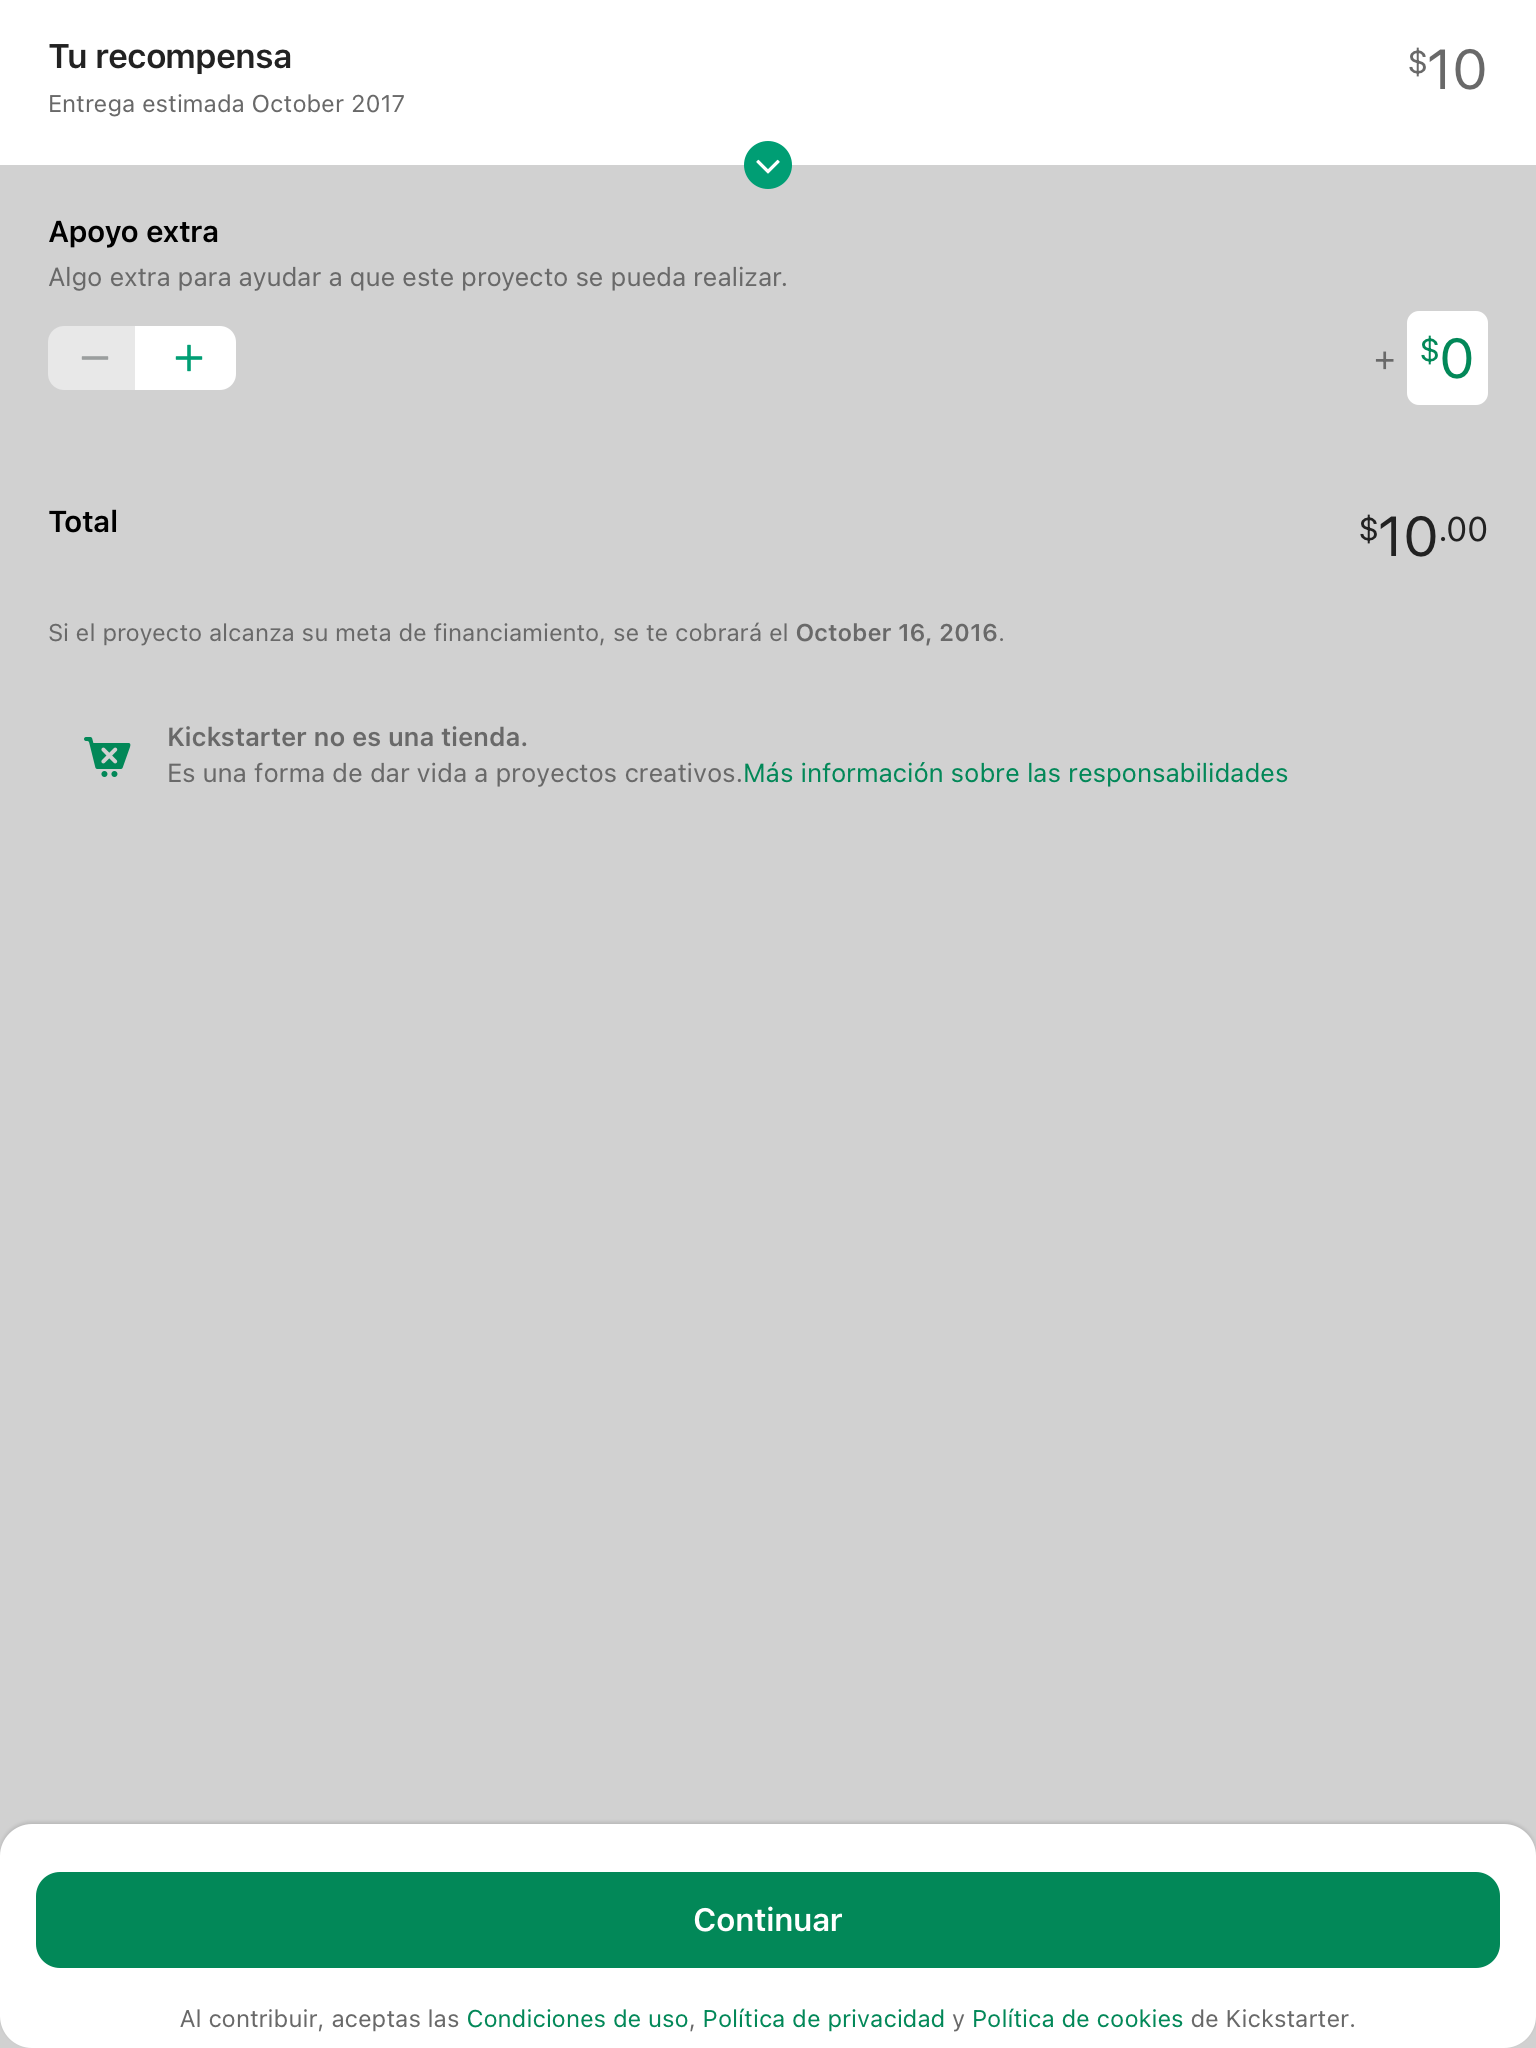 Tu recompensa
$10
Entrega estimada October 2017
Apoyo extra
Algo extra para ayudar a que este proyecto se pueda realizar.
+ $0
Total
$10.00
Si el proyecto alcanza su meta de financiamiento, se te cobrará el October 16, 2016.
Kickstarter no es una tienda.
Es una forma de dar vida a proyectos creativos.Más información sobre las responsabilidades
Continuar
Al contribuir, aceptas las Condiciones de uso, Política de privacidad y Política de cookies de Kickstarter.